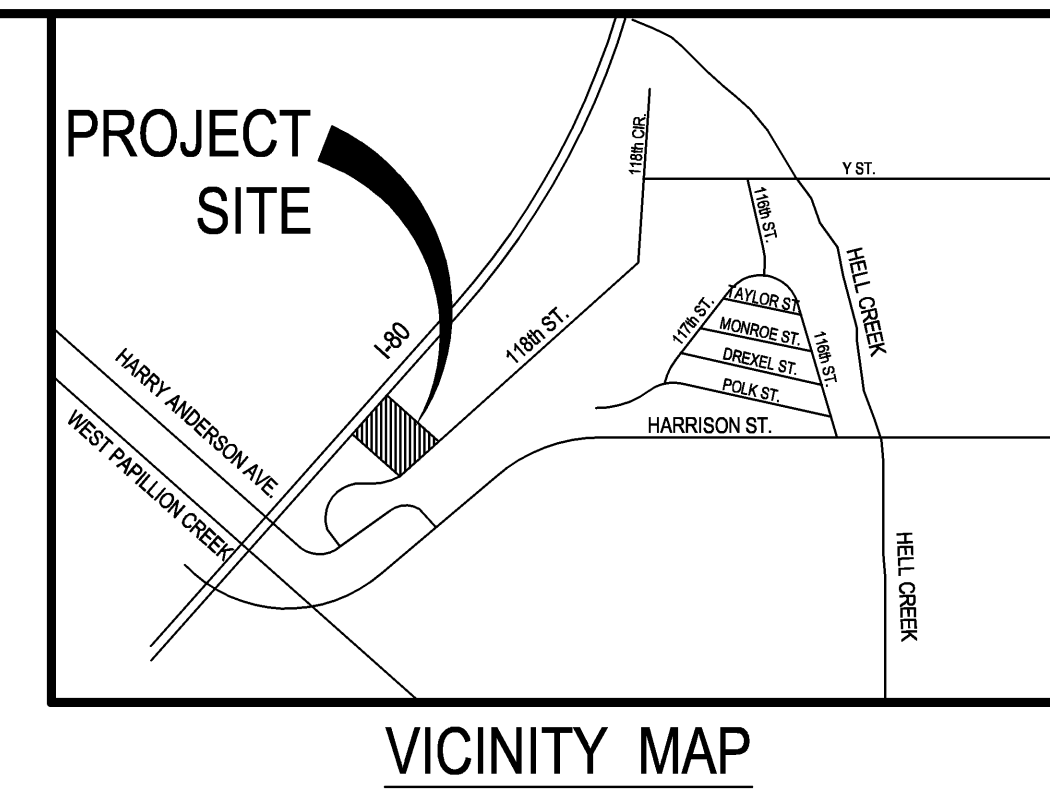 PROJECT
SITE
118th CIR.
Y ST.
116th ST.
HELL CREEK
I-80
118th ST.
117th ST.
TAYLOR ST
MONROE ST.
116th ST.
DREXEL ST.
POLK ST.
HARRISON ST.
HARRY ANDERSON AVE.
WEST PAPILLION CREEK
HELL CREEK
VICINITY MAP